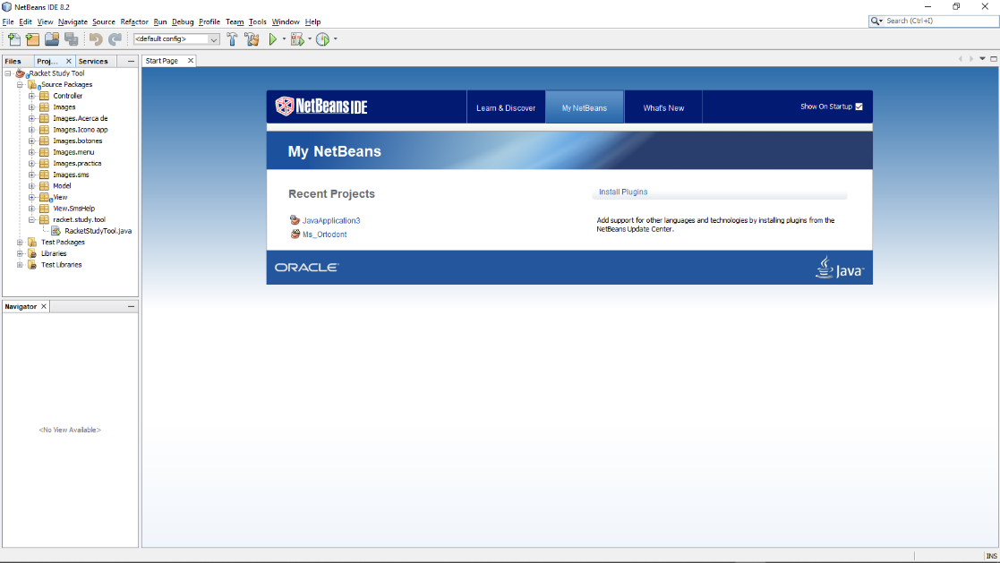 NetBeans IDE 8.2
File Edit View Navigate Source Refactor Run Debug Profile Team Tools Window Help
Search (Ctrl+I)
<default config>
Files Proj... Services
Start Page
Racket Study Tool
Source Packages
Controller
Images
Images.Acerca de
Images.Icono app
Images.botones
Images.menu
Images.practica
Images.sms
Model
View
View.SmsHelp
racket.study.tool
RacketStudyTool.java
Test Packages
Libraries
Test Libraries
Navigator
<No View Available>
NetBeans IDE
Learn & Discover
My NetBeans
What's New
Show On Startup
My NetBeans
Recent Projects
JavaApplication3
Ms_Ortodont
Install Plugins
Add support for other languages and technologies by installing plugins from the
NetBeans Update Center.
ORACLE
Java
INS